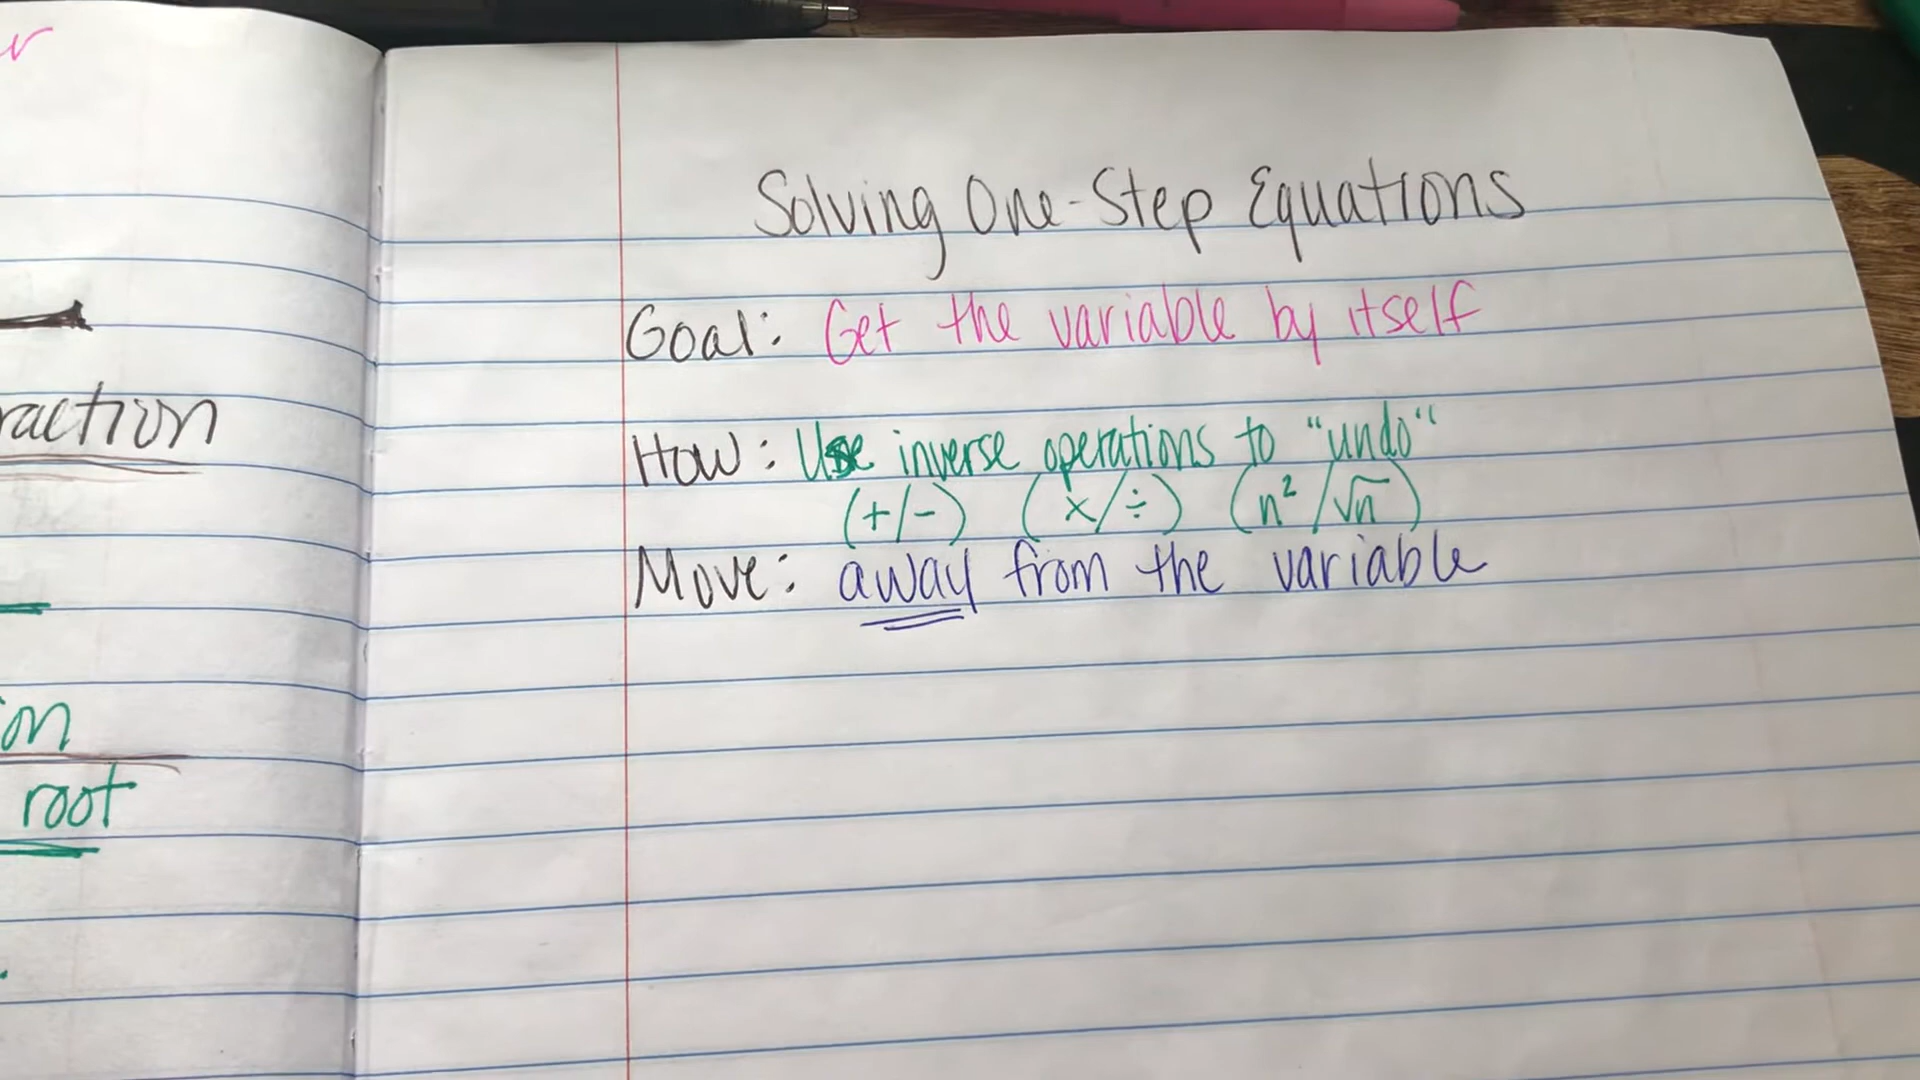 raction
on
root
Solving One-Step Equations
Goal: Get the variable by itself
How: Use inverse operations to "undo"
(+/-) (×/÷) (n²/√n)
Move: away from the variable